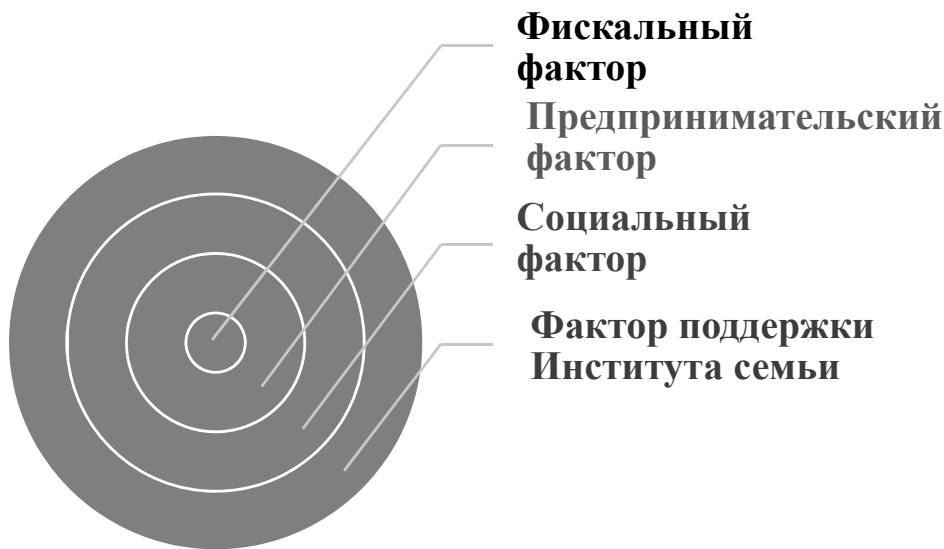 Фискальный
фактор
Предпринимательский
фактор
Социальный
фактор
Фактор поддержки
Института семьи